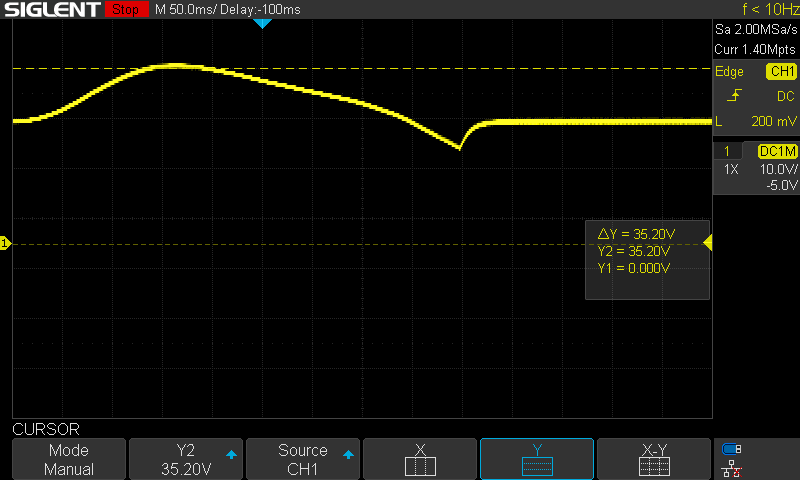 SIGLENT Stop M 50.0ms/ Delay:-100ms f < 10Hz
Sa 2.00MSa/s
Curr 1.40Mpts
Edge CH1
DC
L 200 mV
1 DC1M
1X 10.0V/
-5.0V
1
△Y = 35.20V
Y2 = 35.20V
Y1 = 0.000V
CURSOR
Mode
Manual
Y2
35.20V
Source
CH1
X
Y
X-Y